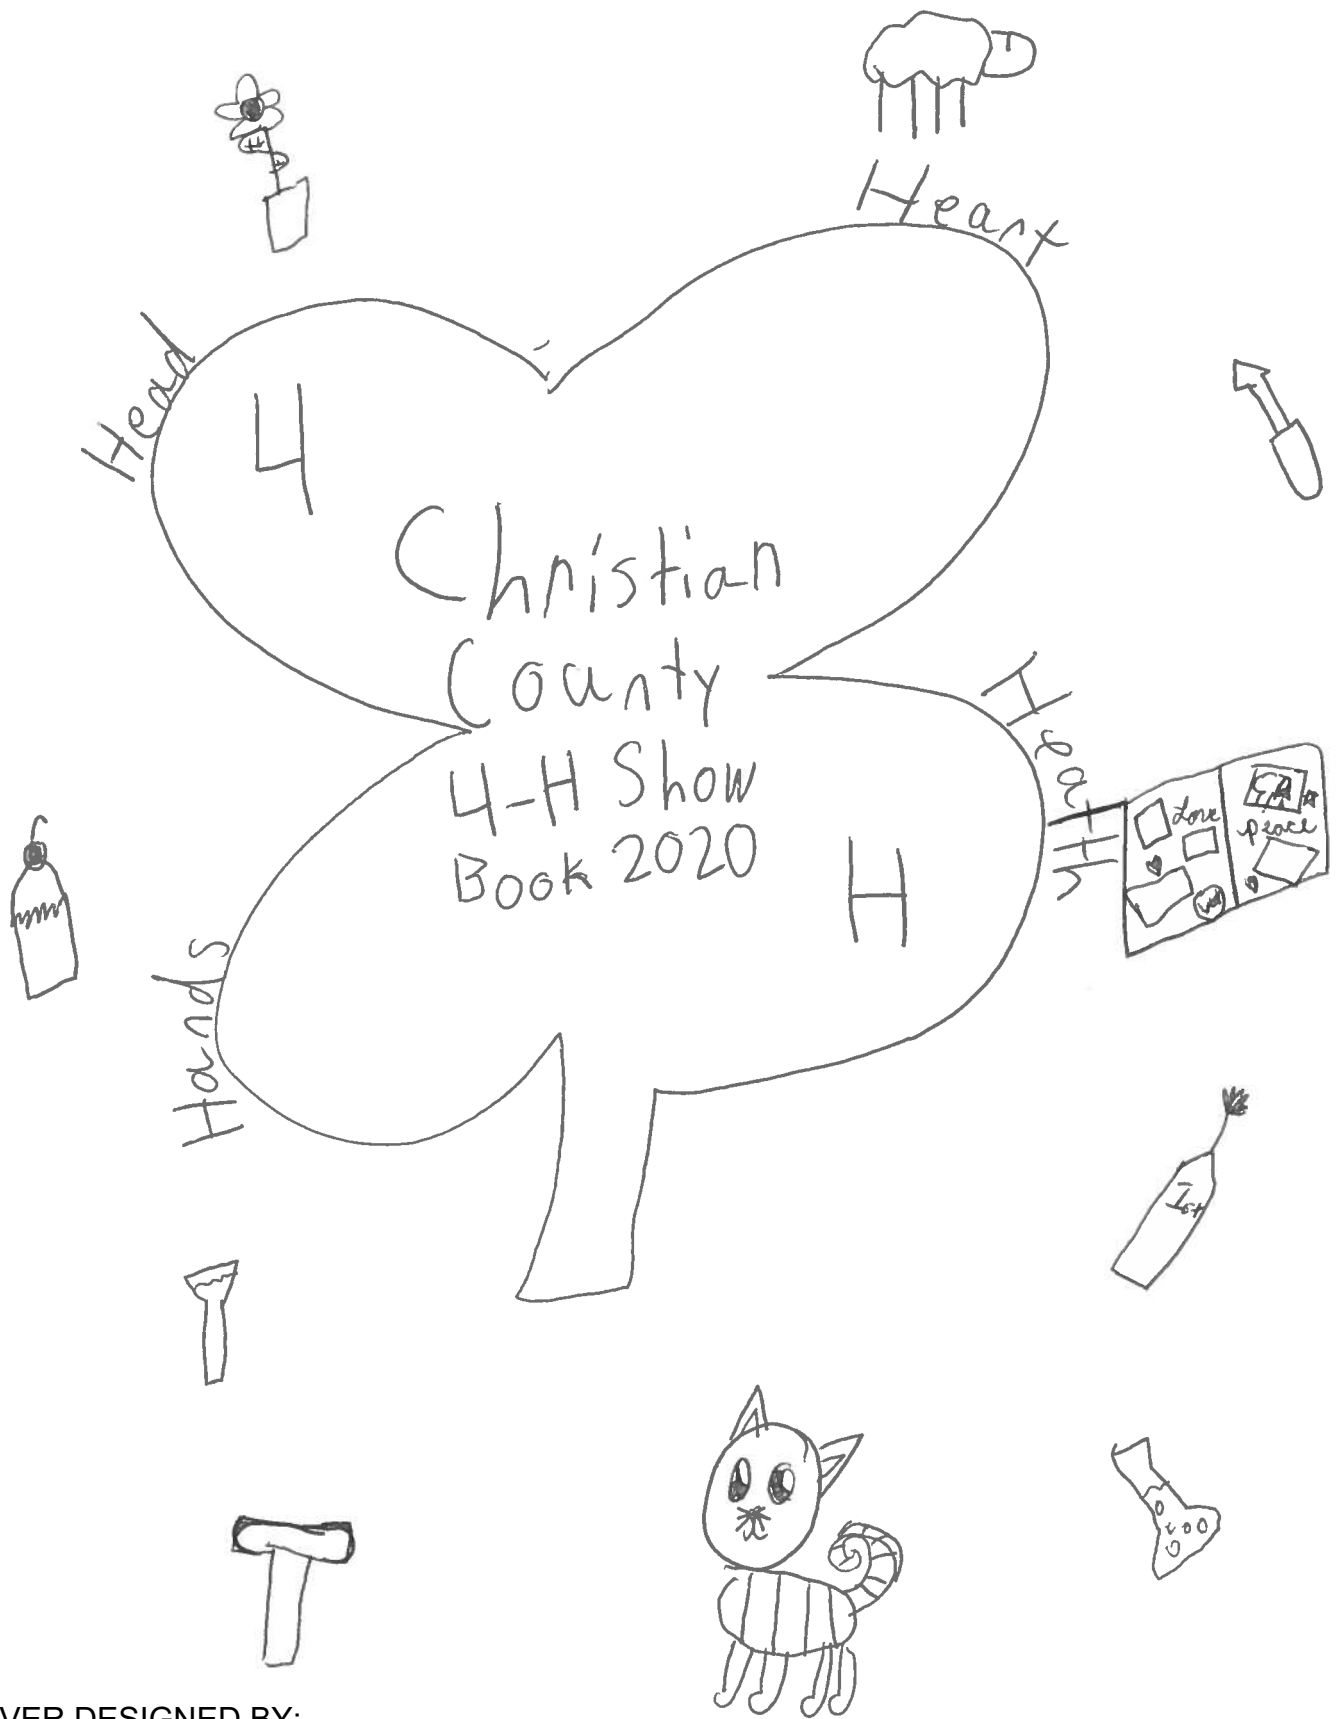 Heart
Head
4
Christian
County
4-H Show
Book 2020
H
Health
Love
peace
Hands
1st
H
VER DESIGNED BY: